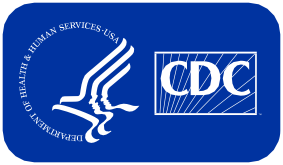 DEPARTMENT OF HEALTH & HUMAN SERVICES·USA
CDC